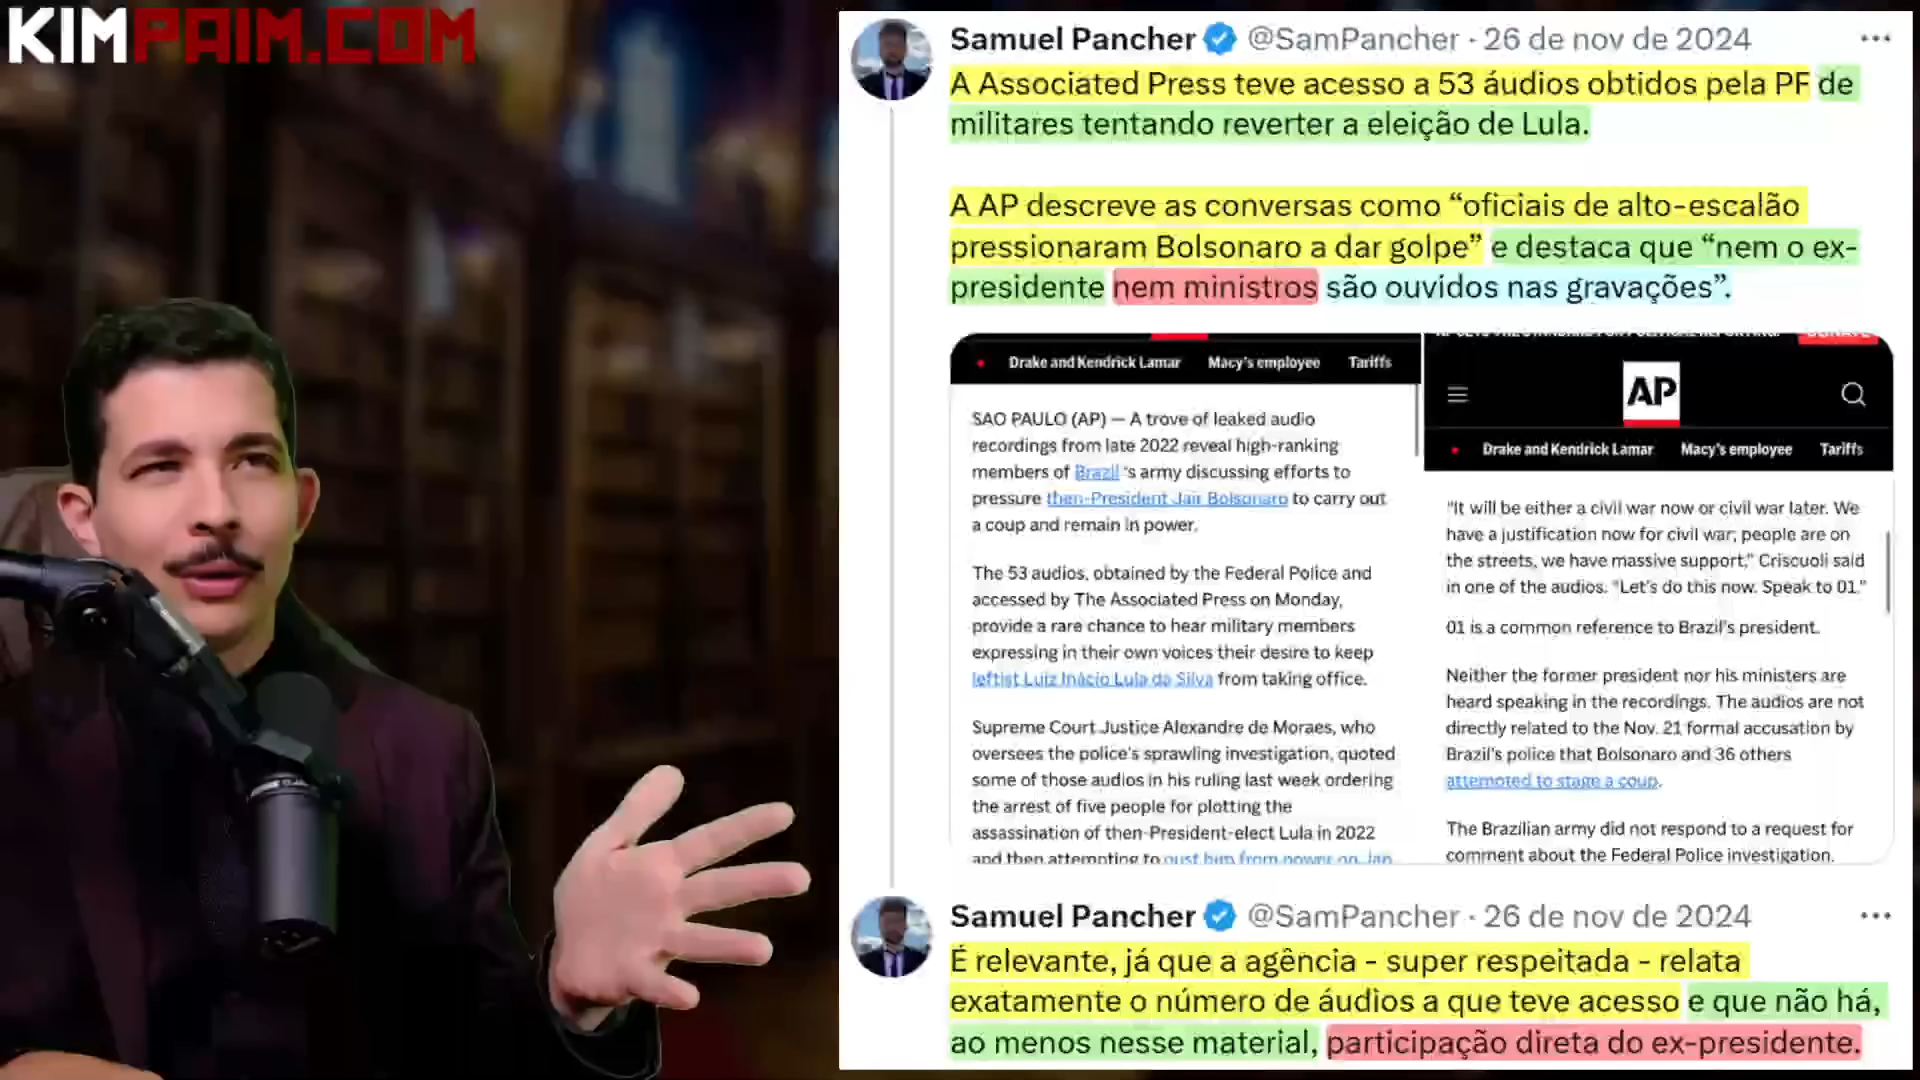 KIMPAIM.COM
Samuel Pancher @SamPancher · 26 de nov de 2024
A Associated Press teve acesso a 53 áudios obtidos pela PF de
militares tentando reverter a eleição de Lula.
A AP descreve as conversas como “oficiais de alto-escalão
pressionaram Bolsonaro a dar golpe” e destaca que “nem o ex-
presidente nem ministros são ouvidos nas gravações”.
Drake and Kendrick Lamar Macy's employee Tariffs
SAO PAULO (AP) — A trove of leaked audio
recordings from late 2022 reveal high-ranking
members of Brazil 's army discussing efforts to
pressure then-President Jair Bolsonaro to carry out
a coup and remain in power.
The 53 audios, obtained by the Federal Police and
accessed by The Associated Press on Monday,
provide a rare chance to hear military members
expressing in their own voices their desire to keep
leftist Luiz Inácio Lula da Silva from taking office.
Supreme Court Justice Alexandre de Moraes, who
oversees the police's sprawling investigation, quoted
some of those audios in his ruling last week ordering
the arrest of five people for plotting the
assassination of then-President-elect Lula in 2022
and then attempting to oust him from power on Jan
AP
Drake and Kendrick Lamar Macy's employee Tariffs
"It will be either a civil war now or civil war later. We
have a justification now for civil war; people are on
the streets, we have massive support," Criscuoli said
in one of the audios. "Let's do this now. Speak to 01."
01 is a common reference to Brazil's president.
Neither the former president nor his ministers are
heard speaking in the recordings. The audios are not
directly related to the Nov. 21 formal accusation by
Brazil's police that Bolsonaro and 36 others
attempted to stage a coup.
The Brazilian army did not respond to a request for
comment about the Federal Police investigation.
Samuel Pancher @SamPancher · 26 de nov de 2024
É relevante, já que a agência - super respeitada - relata
exatamente o número de áudios a que teve acesso e que não há,
ao menos nesse material, participação direta do ex-presidente.